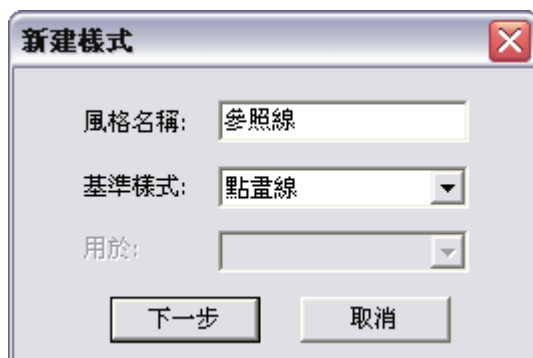 新建樣式
風格名稱: 參照線
基準樣式: 點畫線
用於:
下一步 取消